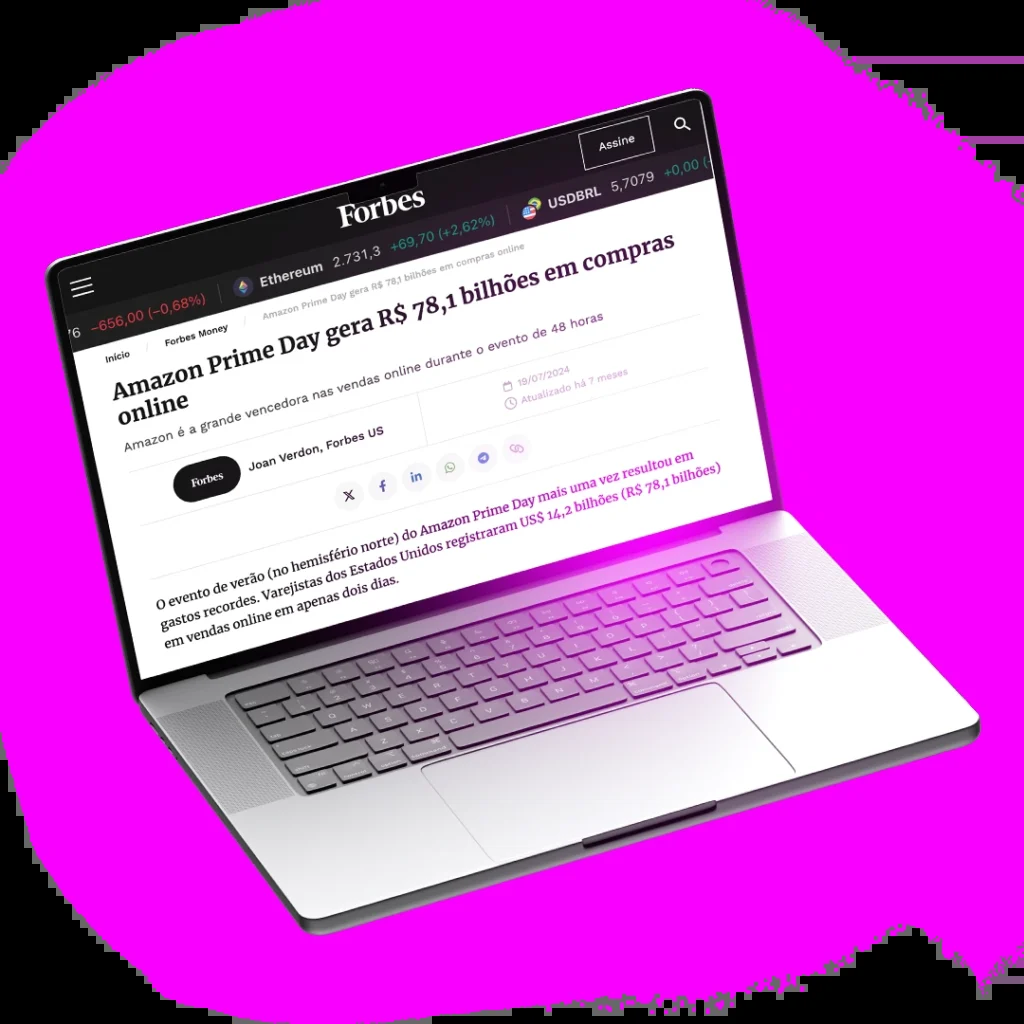 Assine
Forbes
76 −656,00 (−0,68%) Ethereum 2.731,3 +69,70 (+2,62%) USDBRL 5,7079 +0,00 (
Início Forbes Money Amazon Prime Day gera R$ 78,1 bilhões em compras online
Amazon Prime Day gera R$ 78,1 bilhões em compras
online
Amazon é a grande vencedora nas vendas online durante o evento de 48 horas
Forbes Joan Verdon, Forbes US
19/07/2024
Atualizado há 7 meses
in
O evento de verão (no hemisfério norte) do Amazon Prime Day mais uma vez resultou em
gastos recordes. Varejistas dos Estados Unidos registraram US$ 14,2 bilhões (R$ 78,1 bilhões)
em vendas online em apenas dois dias.
Q W E R T Y U I O P
A S D F G H J K L
Z X C V B N M